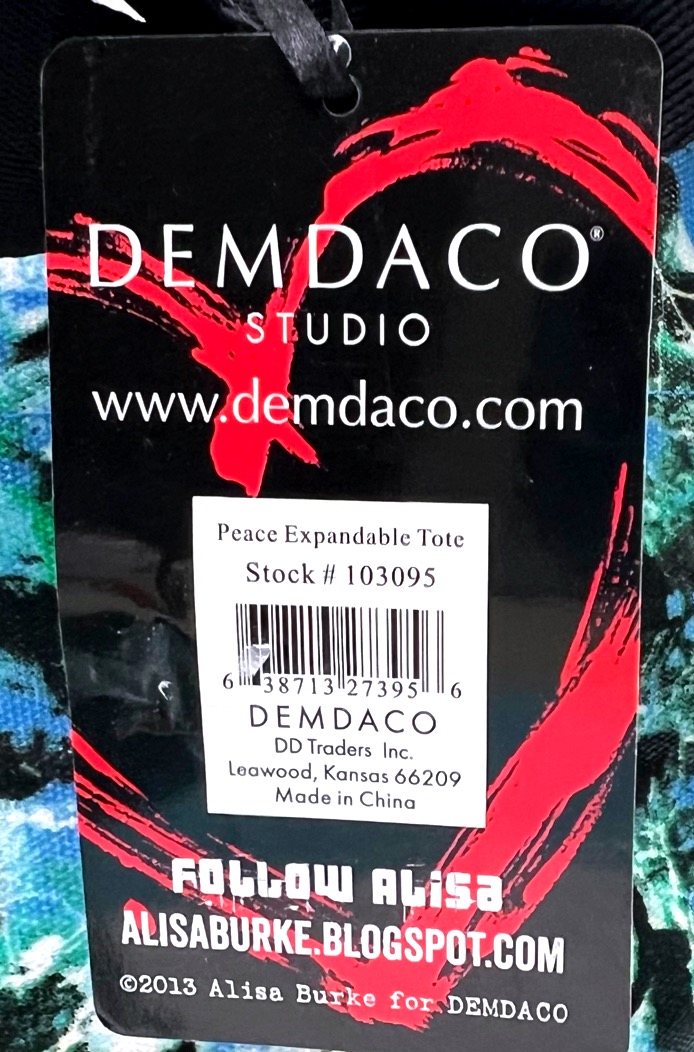 DEMDACO®
STUDIO
www.demdaco.com
Peace Expandable Tote
Stock # 103095
6 38713 27395 6
DEMDACO
DD Traders Inc.
Leawood, Kansas 66209
Made in China
FOLLOW ALiSa
ALISABURKE.BLOGSPOT.COM
©2013 Alisa Burke for DEMDACO